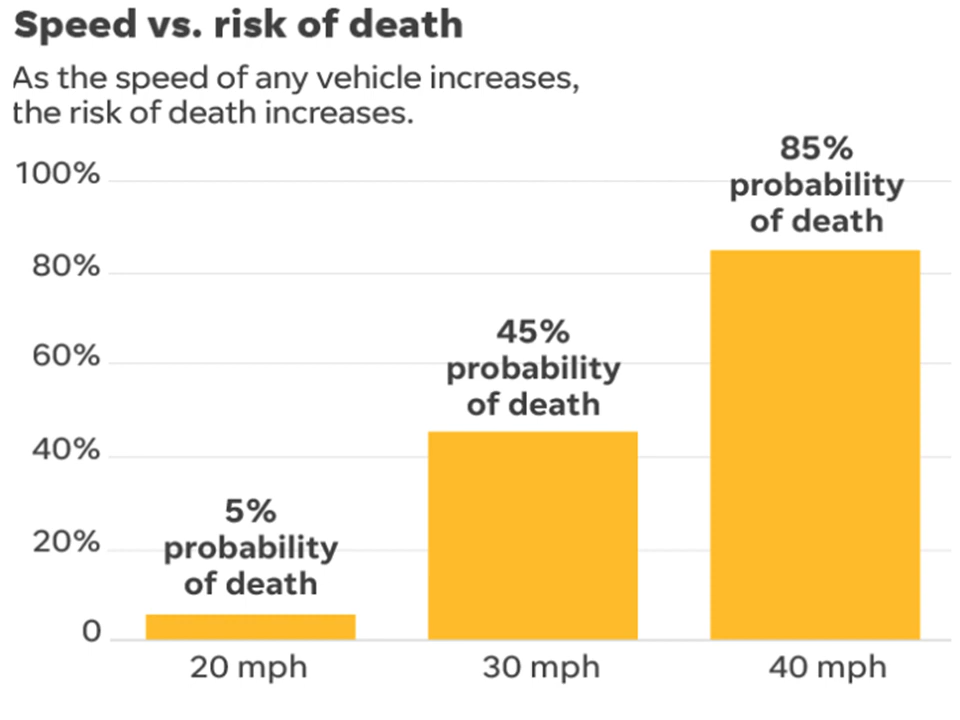 Speed vs. risk of death
As the speed of any vehicle increases,
the risk of death increases.
100%
80%
60%
40%
20%
0
5%
probability
of death
45%
probability
of death
85%
probability
of death
20 mph
30 mph
40 mph